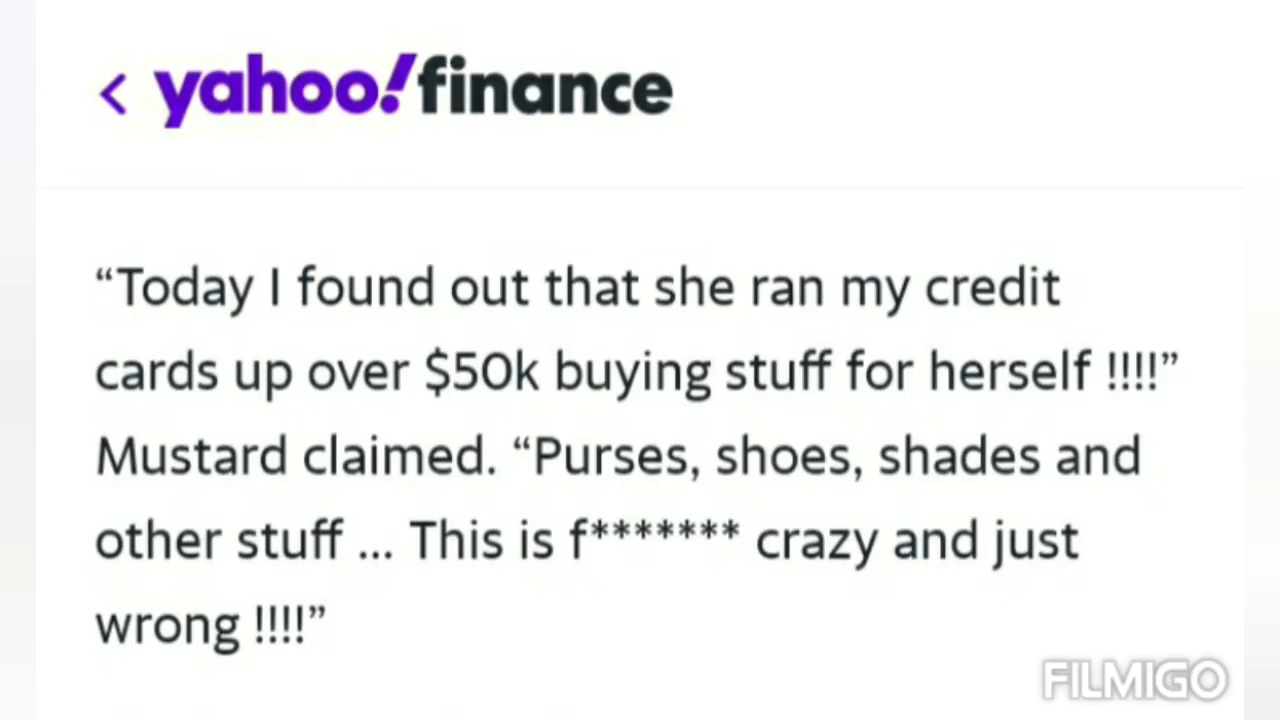 < yahoo!finance
“Today I found out that she ran my credit
cards up over $50k buying stuff for herself !!!!”
Mustard claimed. “Purses, shoes, shades and
other stuff ... This is f******* crazy and just
wrong !!!!”
FILMIGO